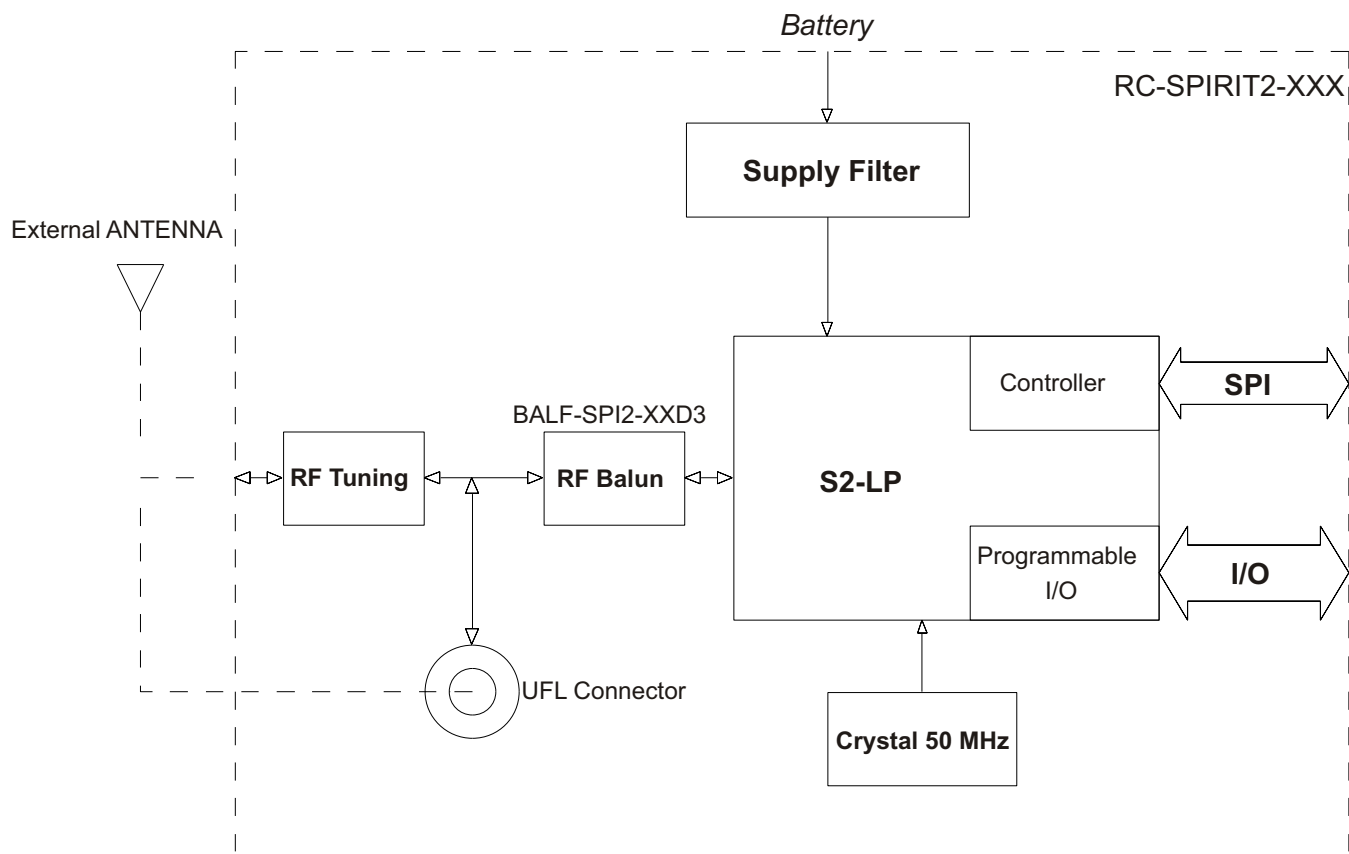 Battery
RC-SPIRIT2-XXX
Supply Filter
External ANTENNA
Controller
SPI
BALF-SPI2-XXD3
RF Tuning
RF Balun
S2-LP
Programmable
I/O
I/O
UFL Connector
Crystal 50 MHz